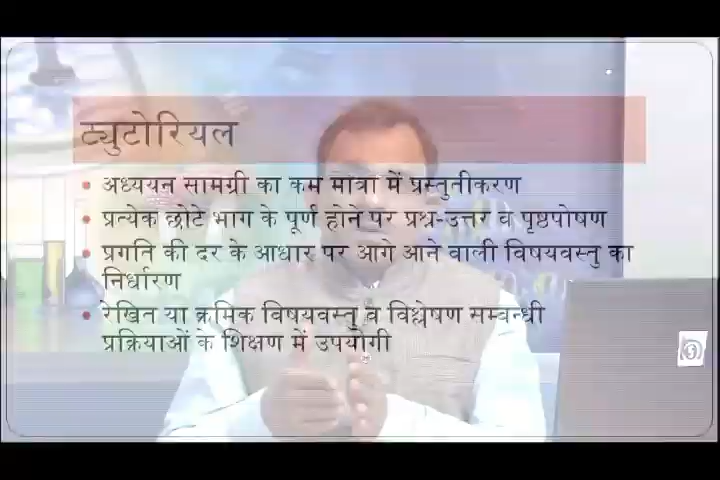 ट्युटोरियल
• अध्ययन सामग्री का कम मात्रा में प्रस्तुतीकरण
• प्रत्येक छोटे भाग के पूर्ण होने पर प्रश्न-उत्तर व पृष्ठपोषण
• प्रगति की दर के आधार पर आगे आने वाली विषयवस्तु का
निर्धारण
• रेखित या क्रमिक विषयवस्तु व विश्लेषण सम्बन्धी
प्रक्रियाओं के शिक्षण में उपयोगी